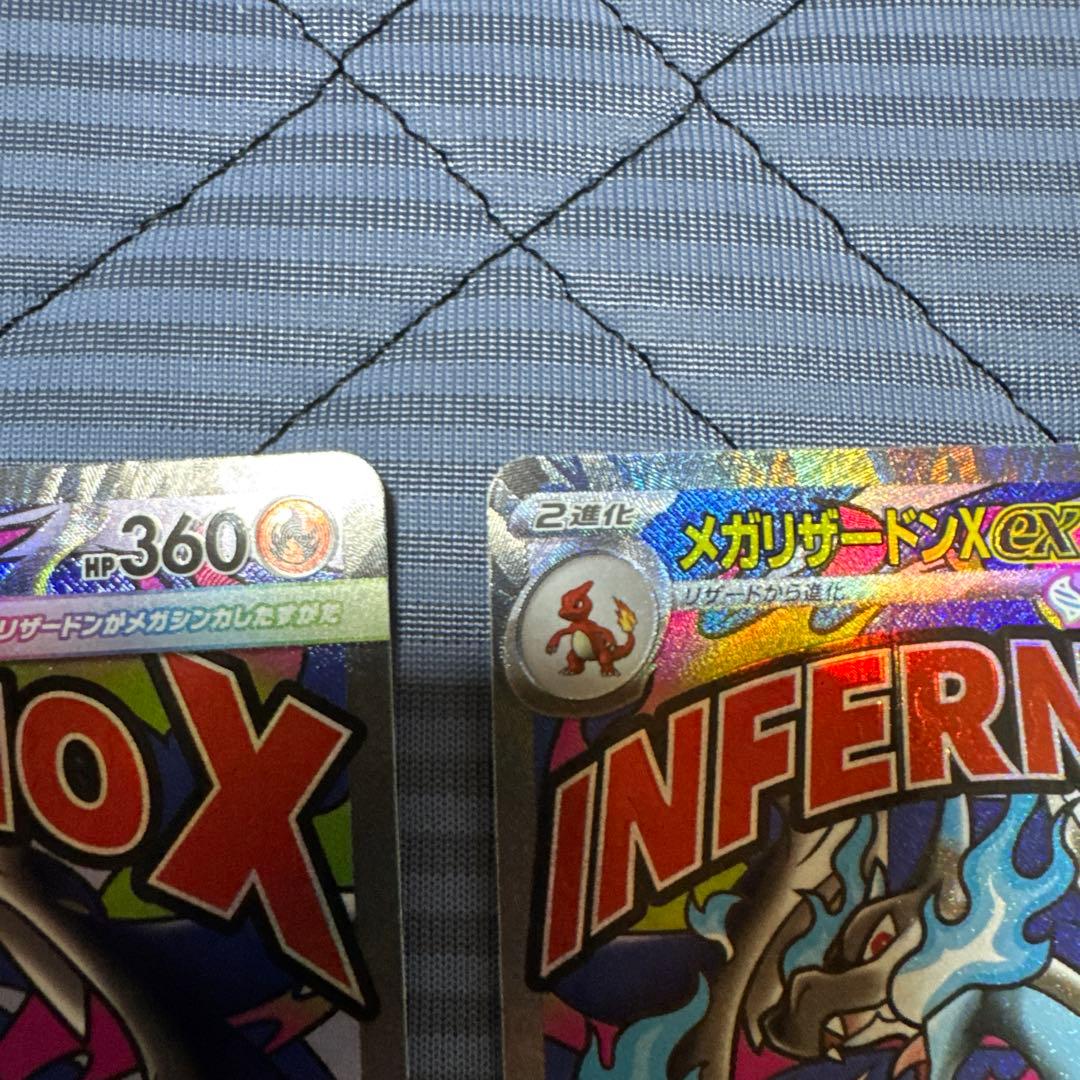 HP360
リザードンがメガシンカしたすがた
NOX
2進化
メガリザードンXex
リザードから進化
INFERN